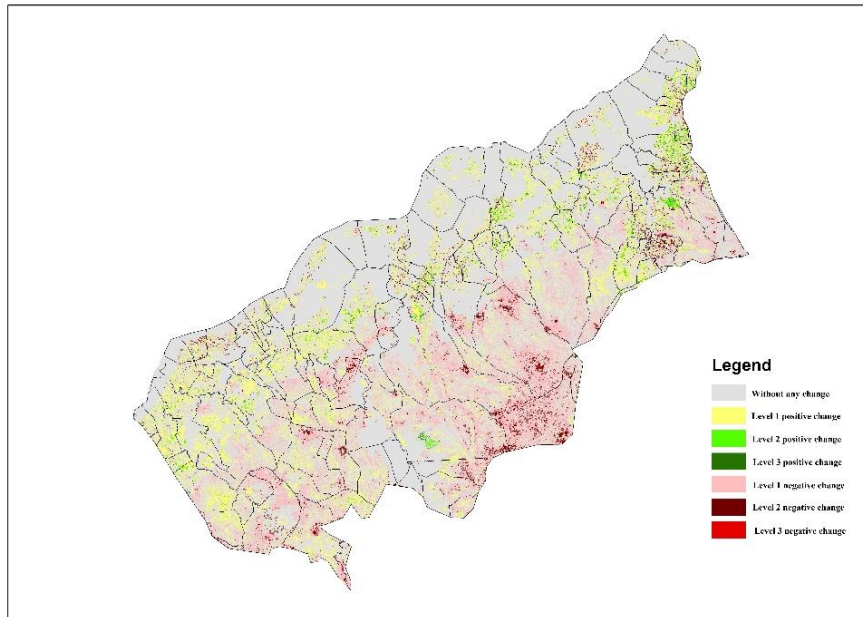 Legend
Without any change
Level 1 positive change
Level 2 positive change
Level 3 positive change
Level 1 negative change
Level 2 negative change
Level 3 negative change